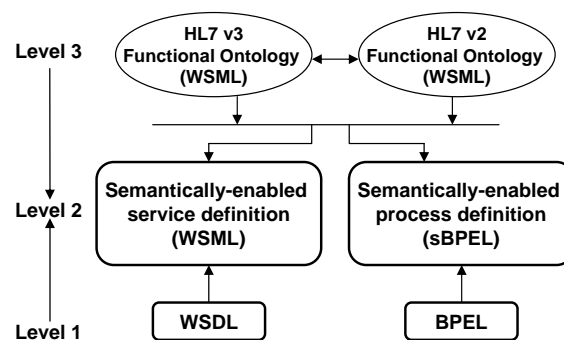 Level 3
HL7 v3
Functional Ontology
(WSML)
HL7 v2
Functional Ontology
(WSML)
Level 2
Semantically-enabled
service definition
(WSML)
Semantically-enabled
process definition
(sBPEL)
Level 1
WSDL
BPEL